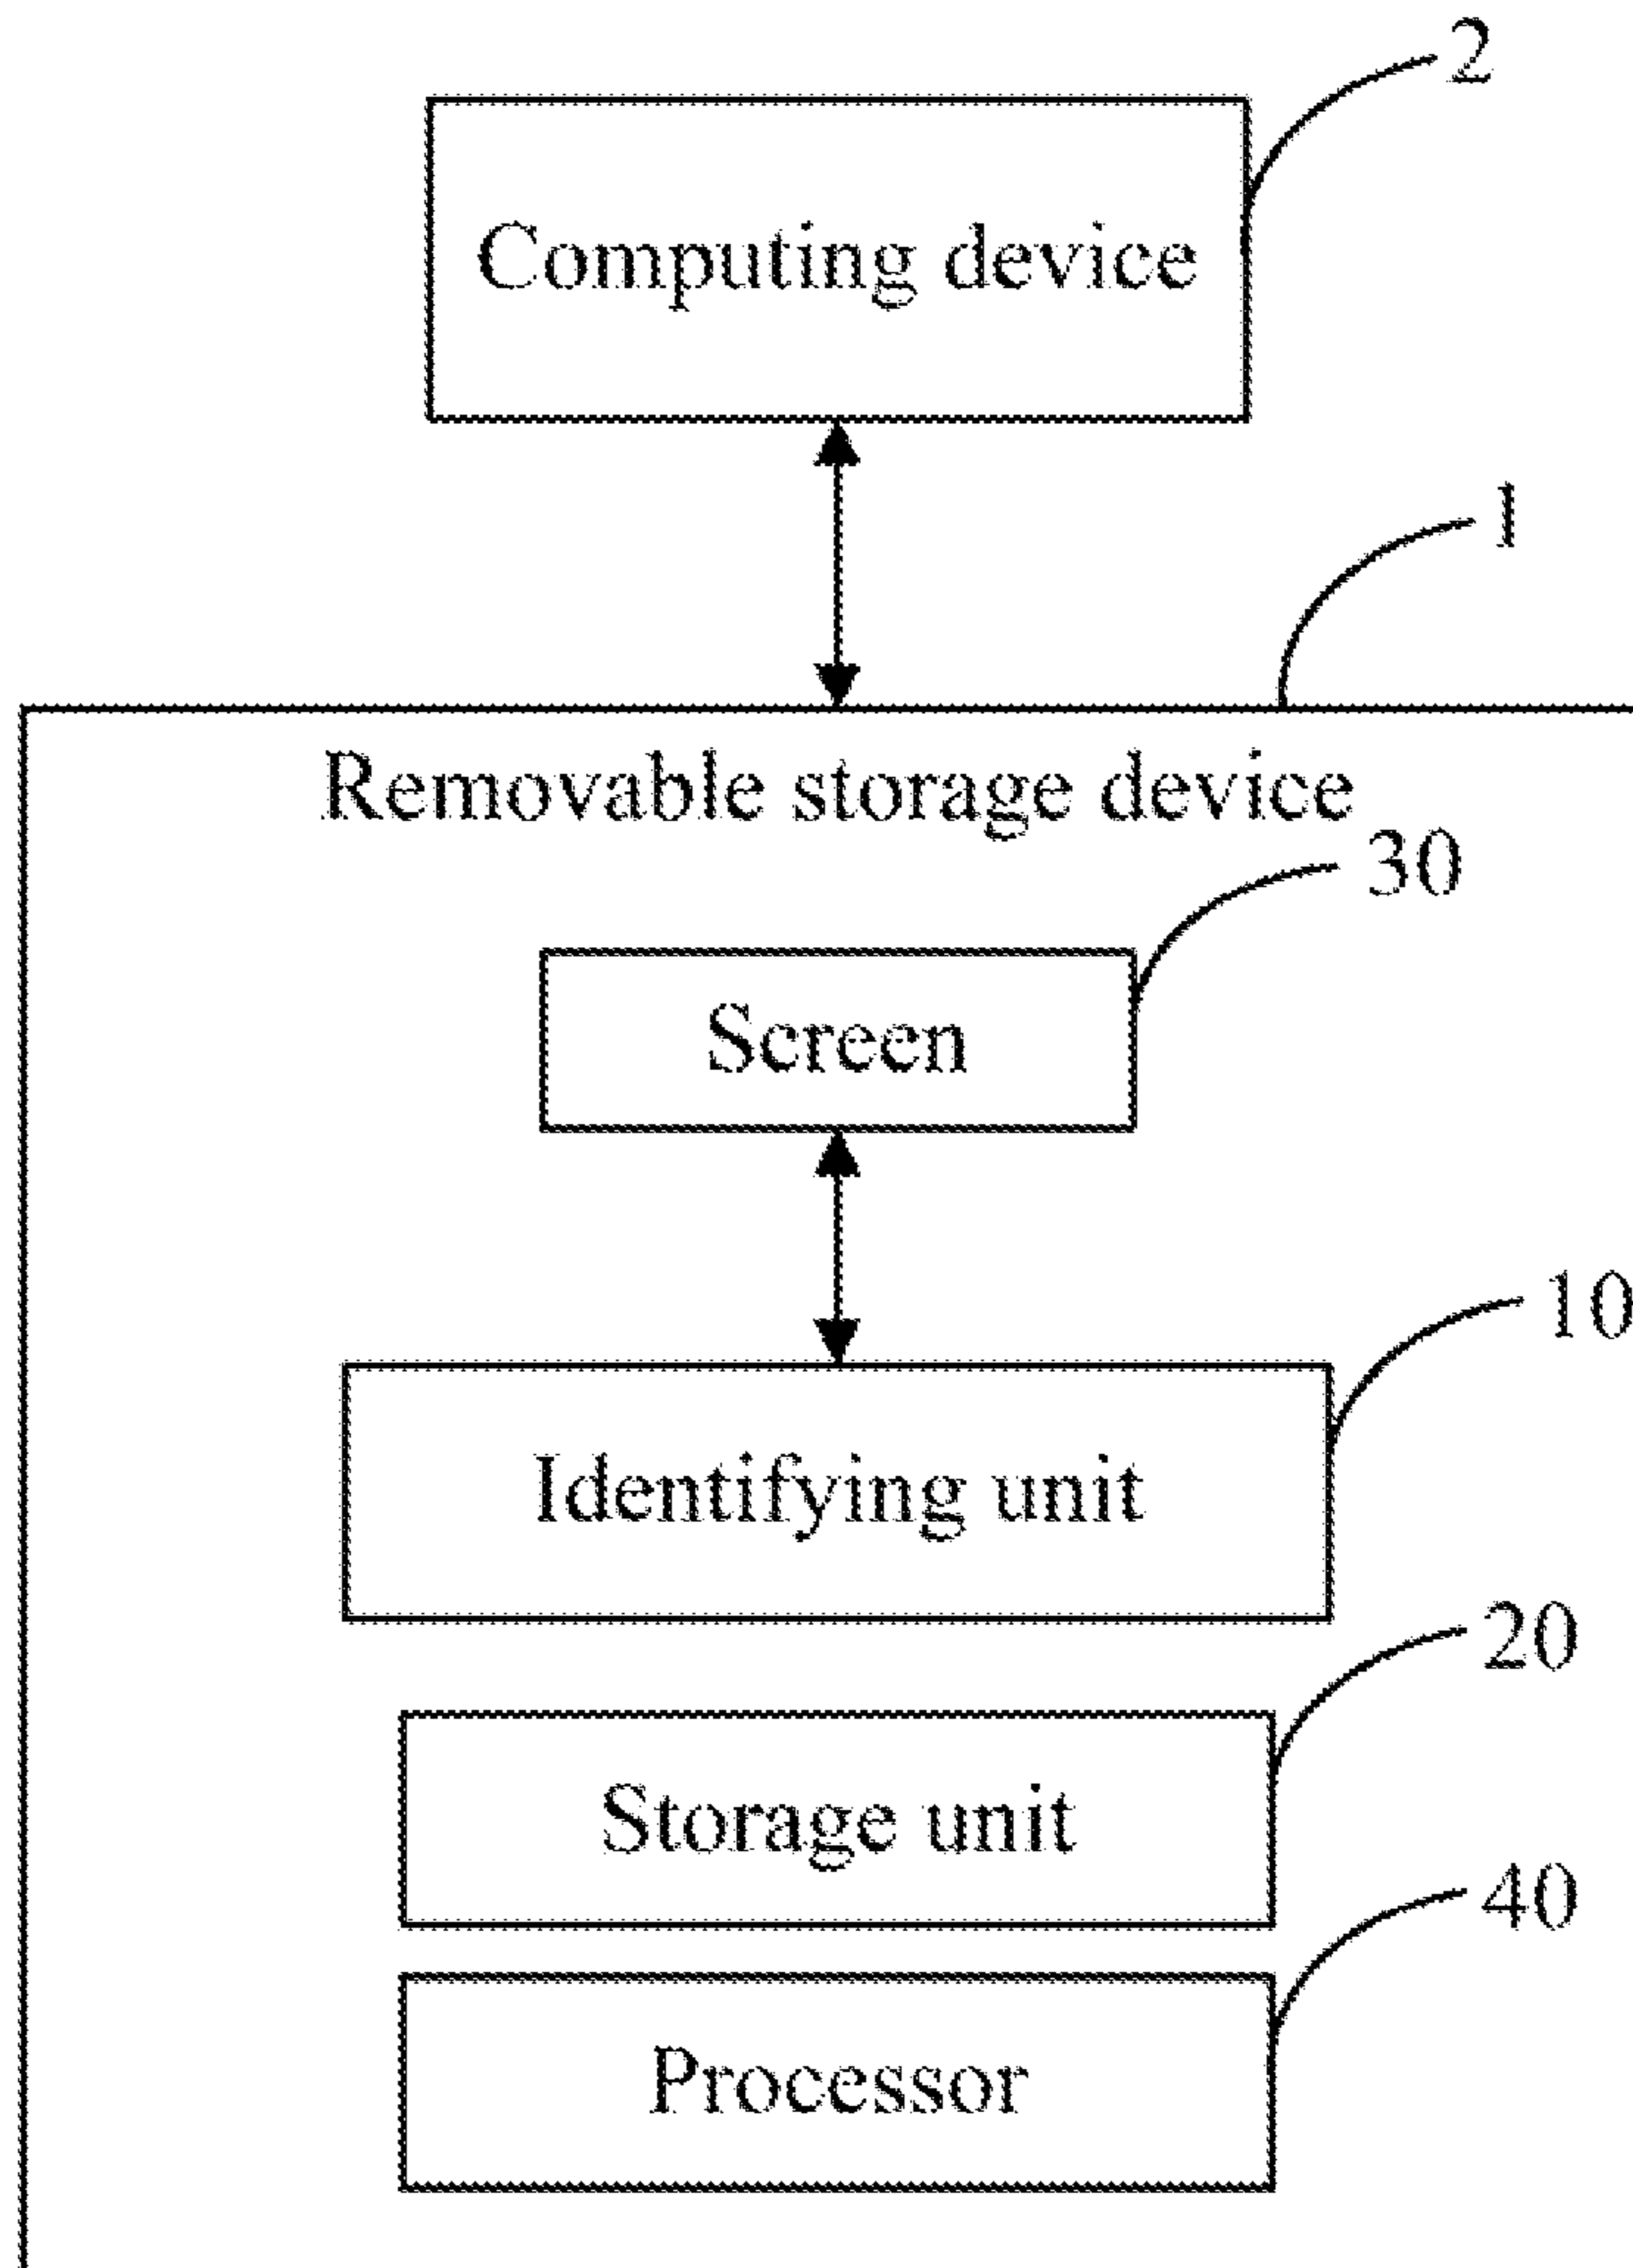 2
Computing device
1
Removable storage device
30
Screen
10
Identifying unit
20
Storage unit
40
Processor